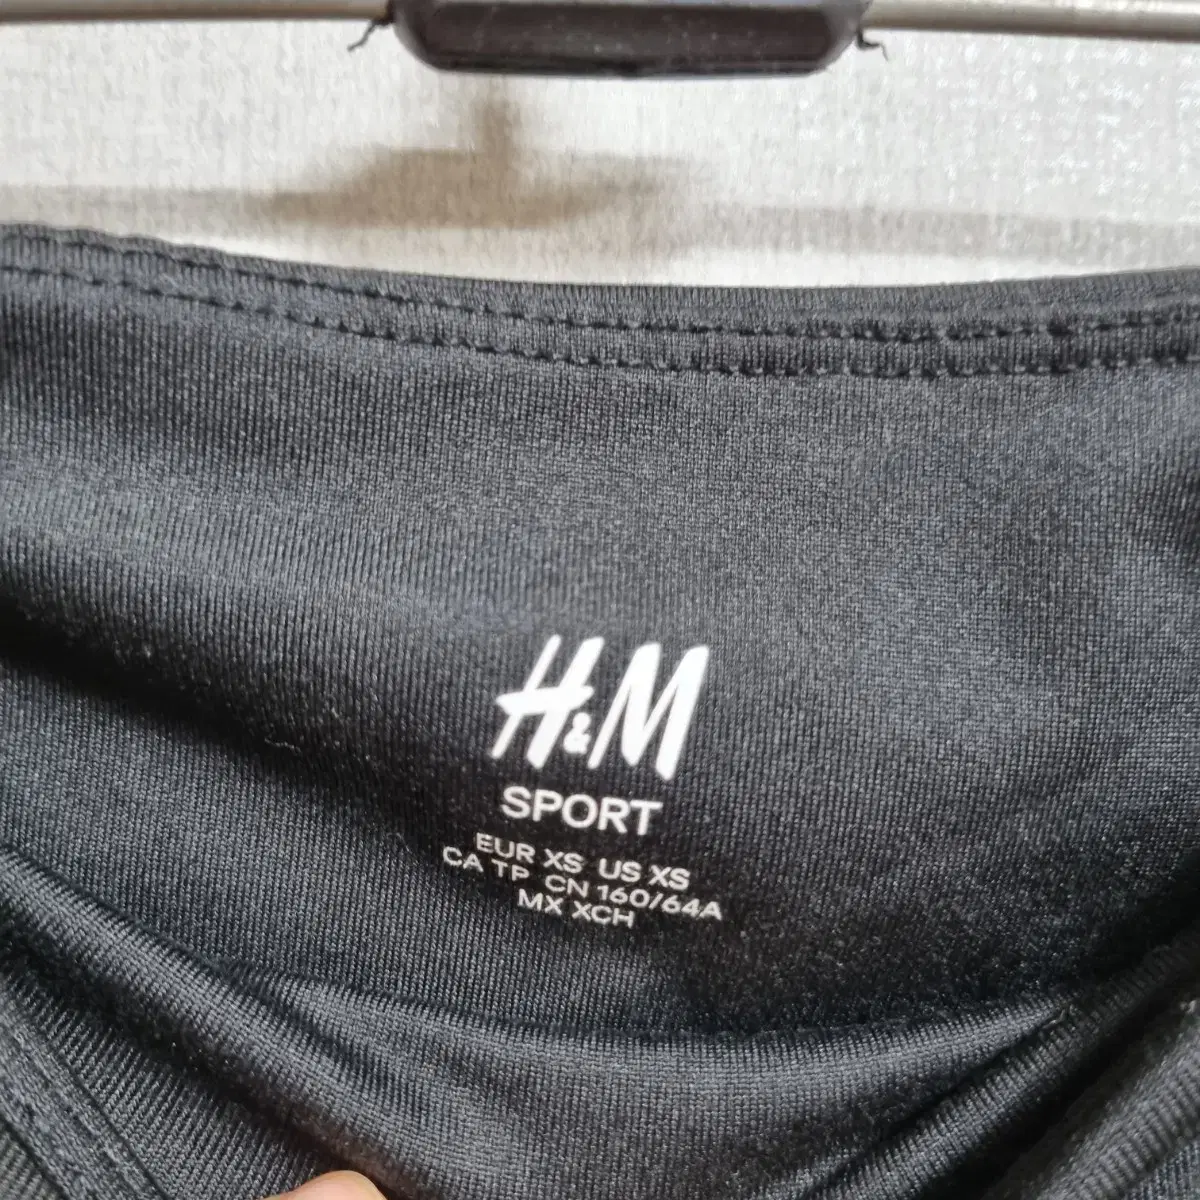 H&M
SPORT
EUR XS US XS
CA TP CN 160/64A
MX XCH